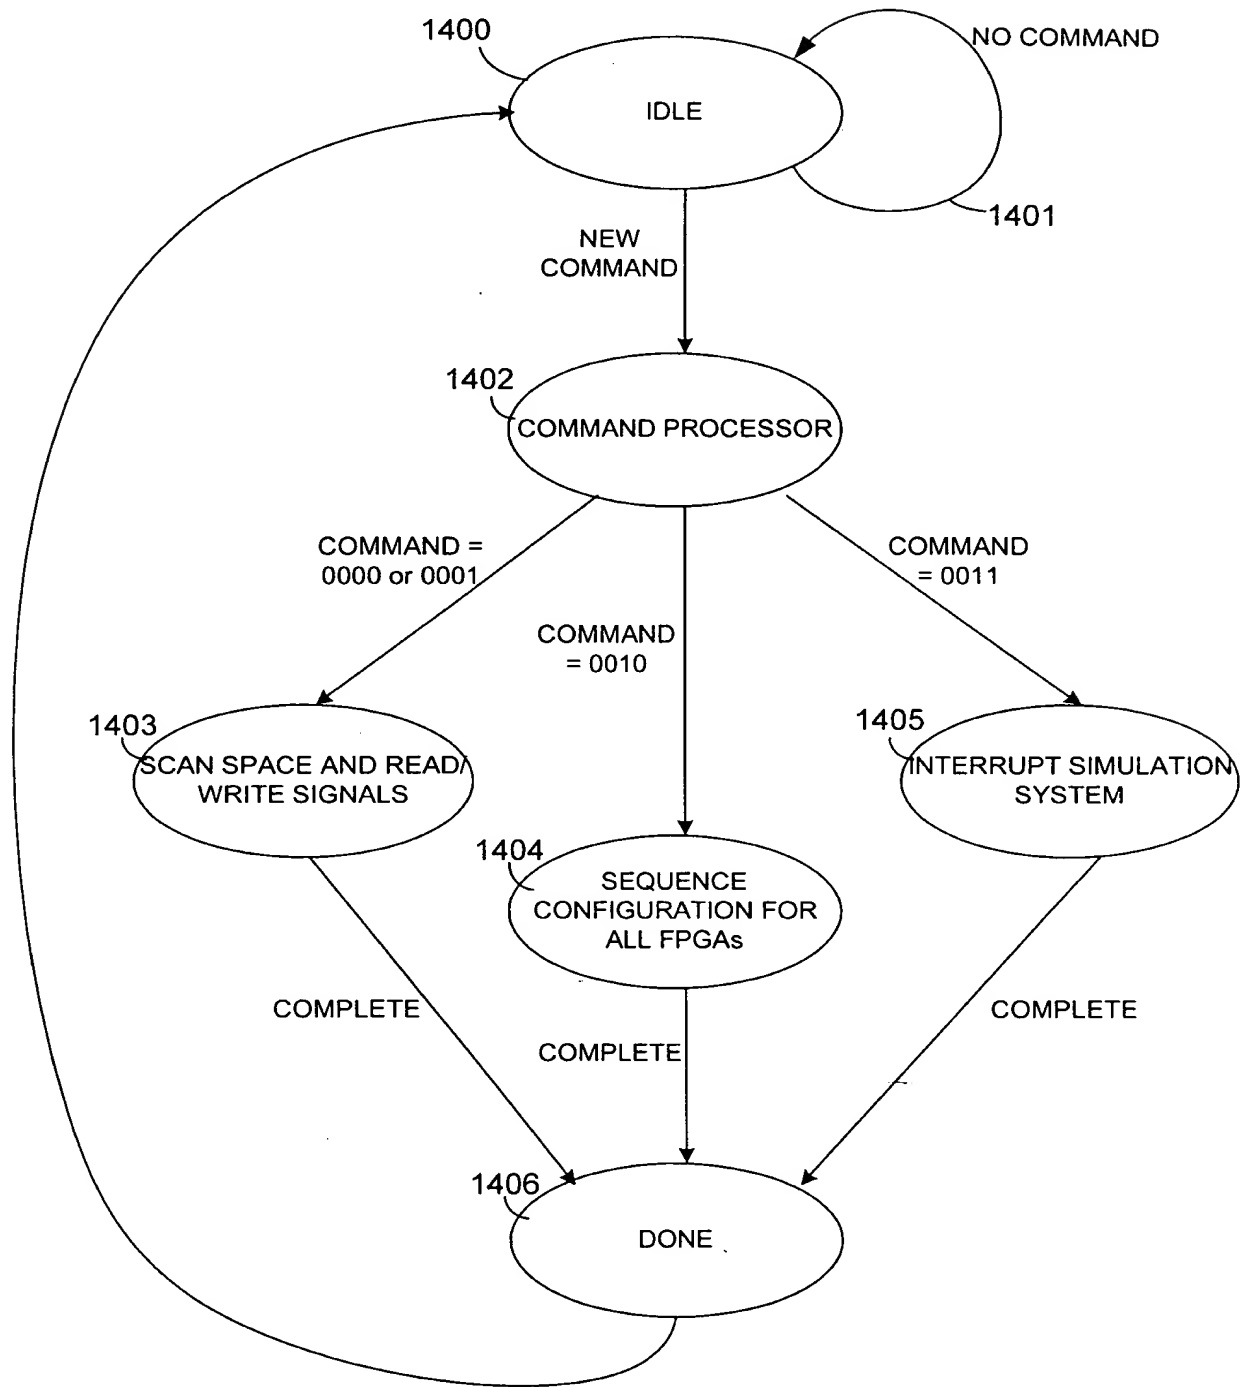 1400
NO COMMAND
IDLE
1401
NEW
COMMAND
1402
COMMAND PROCESSOR
COMMAND =
0000 or 0001
COMMAND
= 0011
COMMAND
= 0010
1403
SCAN SPACE AND READ/
WRITE SIGNALS
1405
INTERRUPT SIMULATION
SYSTEM
1404
SEQUENCE
CONFIGURATION FOR
ALL FPGAs
COMPLETE
COMPLETE
COMPLETE
1406
DONE